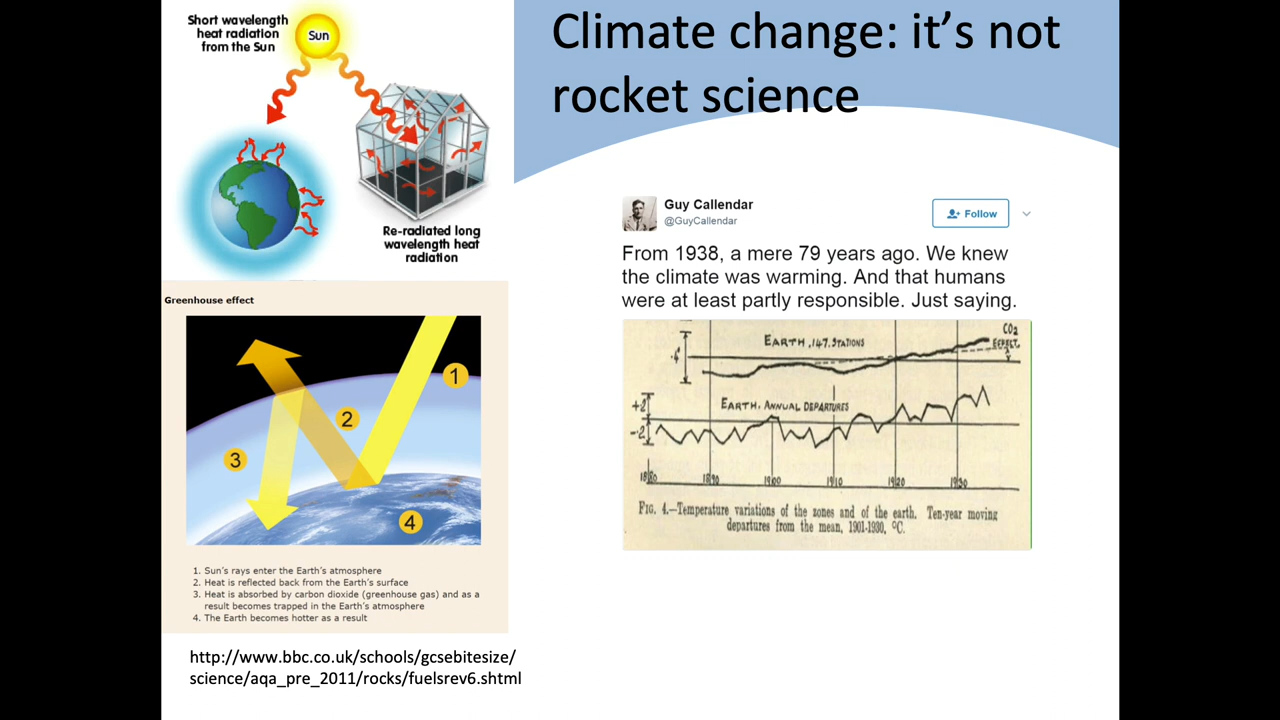 Climate change: it's not
rocket science
Short wavelength
heat radiation
from the Sun
Sun
Re-radiated long
wavelength heat
radiation
Greenhouse effect
1
2
3
4
1. Sun's rays enter the Earth's atmosphere
2. Heat is reflected back from the Earth's surface
3. Heat is absorbed by carbon dioxide (greenhouse gas) and as a
result becomes trapped in the Earth's atmosphere
4. The Earth becomes hotter as a result
http://www.bbc.co.uk/schools/gcsebitesize/
science/aqa_pre_2011/rocks/fuelsrev6.shtml
Guy Callendar
@GuyCallendar
Follow
From 1938, a mere 79 years ago. We knew
the climate was warming. And that humans
were at least partly responsible. Just saying.
CO2
EFFECT.
EARTH, 147. STATIONS
EARTH, ANNUAL DEPARTURES
+·2
-·2
1880 1890 1900 1910 1920 1930
FIG. 4.—Temperature variations of the zones and of the earth. Ten-year moving
departures from the mean, 1901-1930, °C.